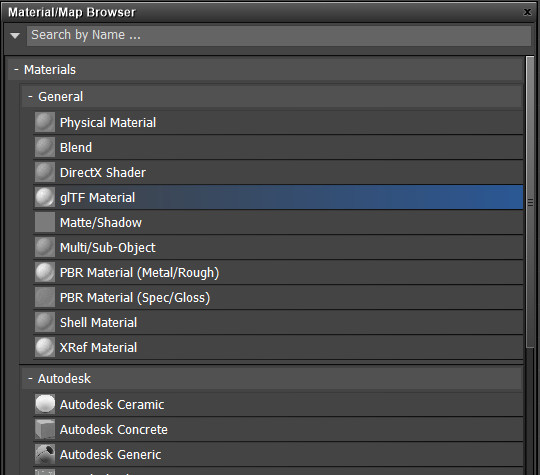 Material/Map Browser x
Search by Name ...
- Materials
- General
Physical Material
Blend
DirectX Shader
glTF Material
Matte/Shadow
Multi/Sub-Object
PBR Material (Metal/Rough)
PBR Material (Spec/Gloss)
Shell Material
XRef Material
- Autodesk
Autodesk Ceramic
Autodesk Concrete
Autodesk Generic